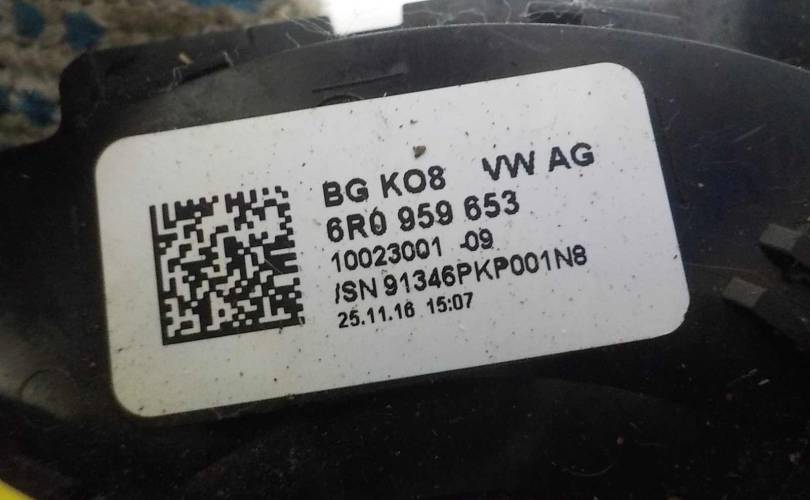 BG KO8 VW AG
6R0 959 653
10023001 -09
/SN 91346PKP001N8
25.11.16 15:07